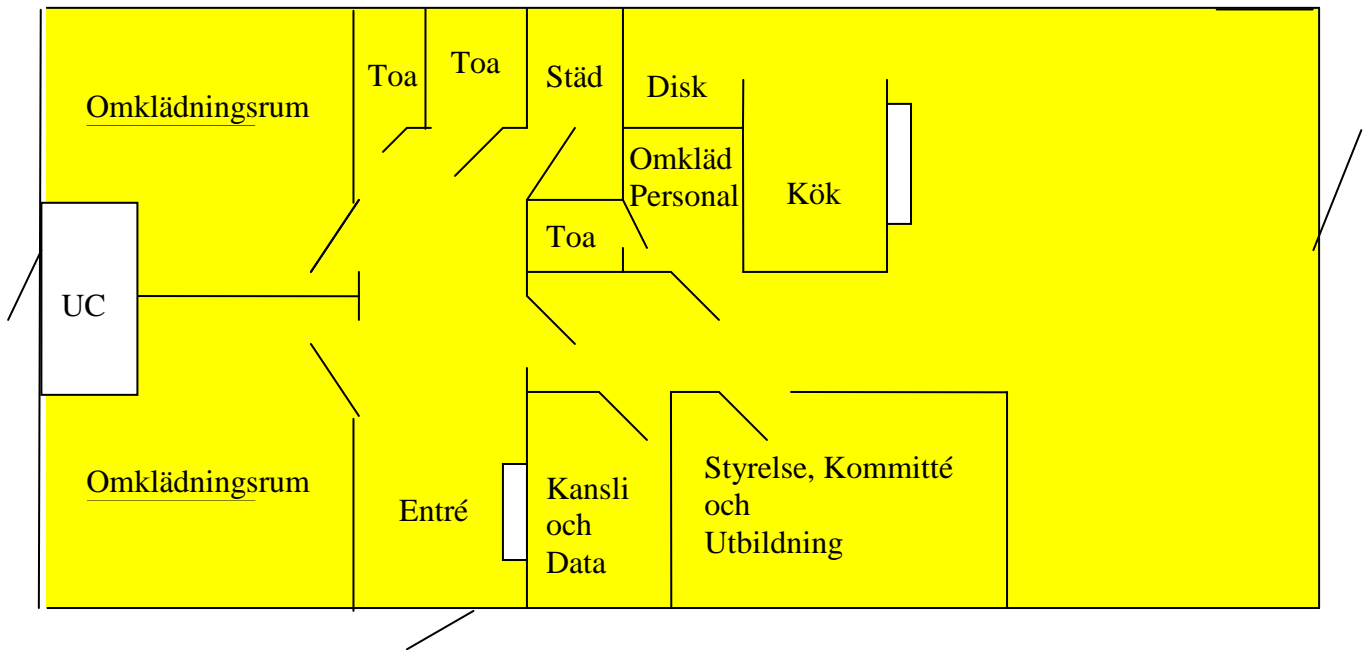 Toa
Toa
Städ
Disk
Omklädningsrum
Omkläd
Personal
Kök
Toa
UC
Omklädningsrum
Entré
Kansli
och
Data
Styrelse, Kommitté
och
Utbildning